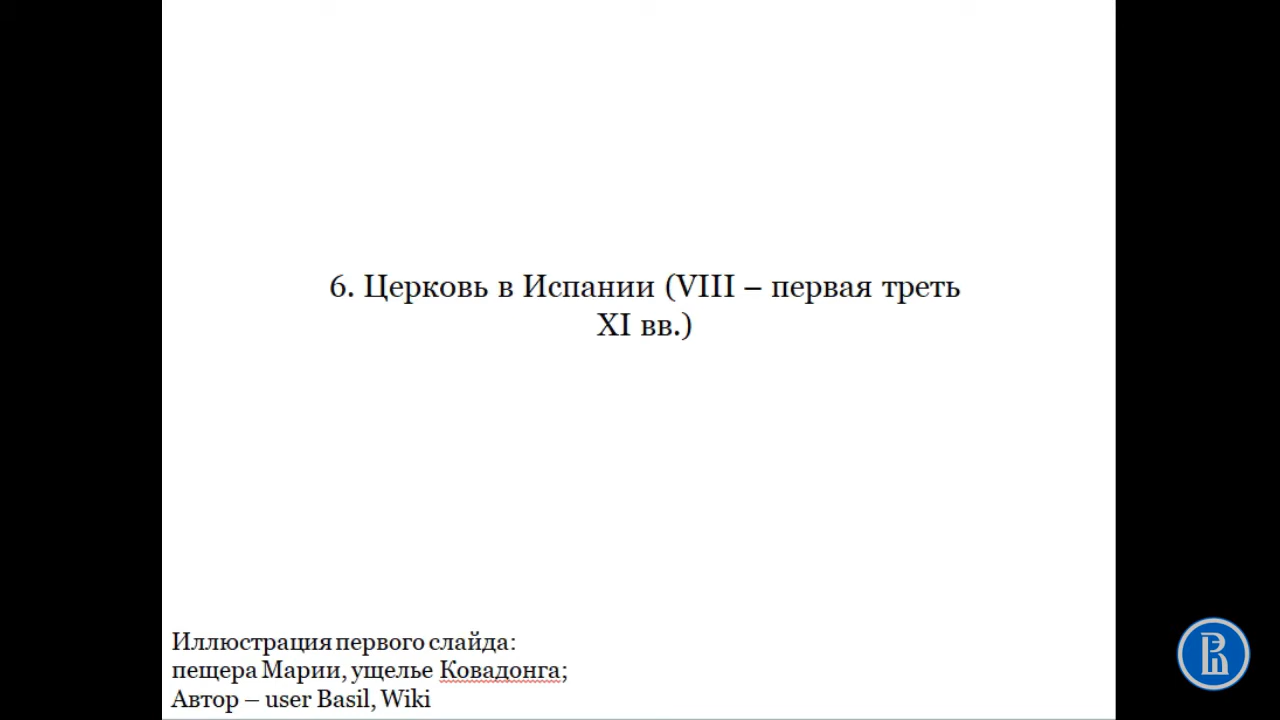 6. Церковь в Испании (VIII – первая треть
XI вв.)
Иллюстрация первого слайда:
пещера Марии, ущелье Ковадонга;
Автор – user Basil, Wiki